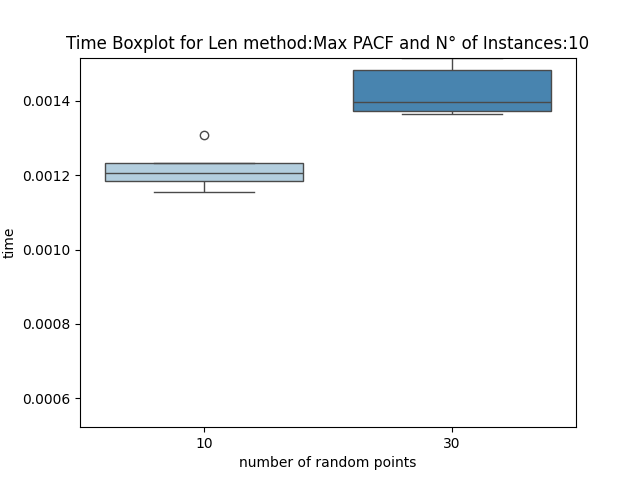 Time Boxplot for Len method:Max PACF and N° of Instances:10
0.0014
0.0012
0.0010
0.0008
0.0006
time
10
30
number of random points